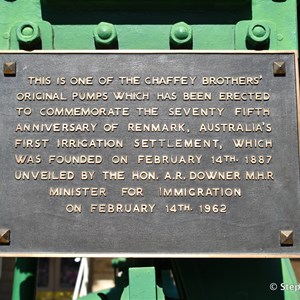 THIS IS ONE OF THE CHAFFEY BROTHERS'
ORIGINAL PUMPS WHICH HAS BEEN ERECTED
TO COMMEMORATE THE SEVENTY FIFTH
ANNIVERSARY OF RENMARK, AUSTRALIA'S
FIRST IRRIGATION SETTLEMENT, WHICH
WAS FOUNDED ON FEBRUARY 14TH. 1887
UNVEILED BY THE HON. A.R. DOWNER M.H.R
MINISTER FOR IMMIGRATION
ON FEBRUARY 14TH. 1962
© Step